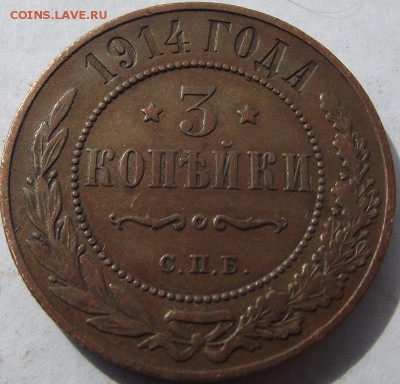 COINS.LAVE.RU
1914 ГОДА
3
КОПѢЙКИ
С.П.Б.